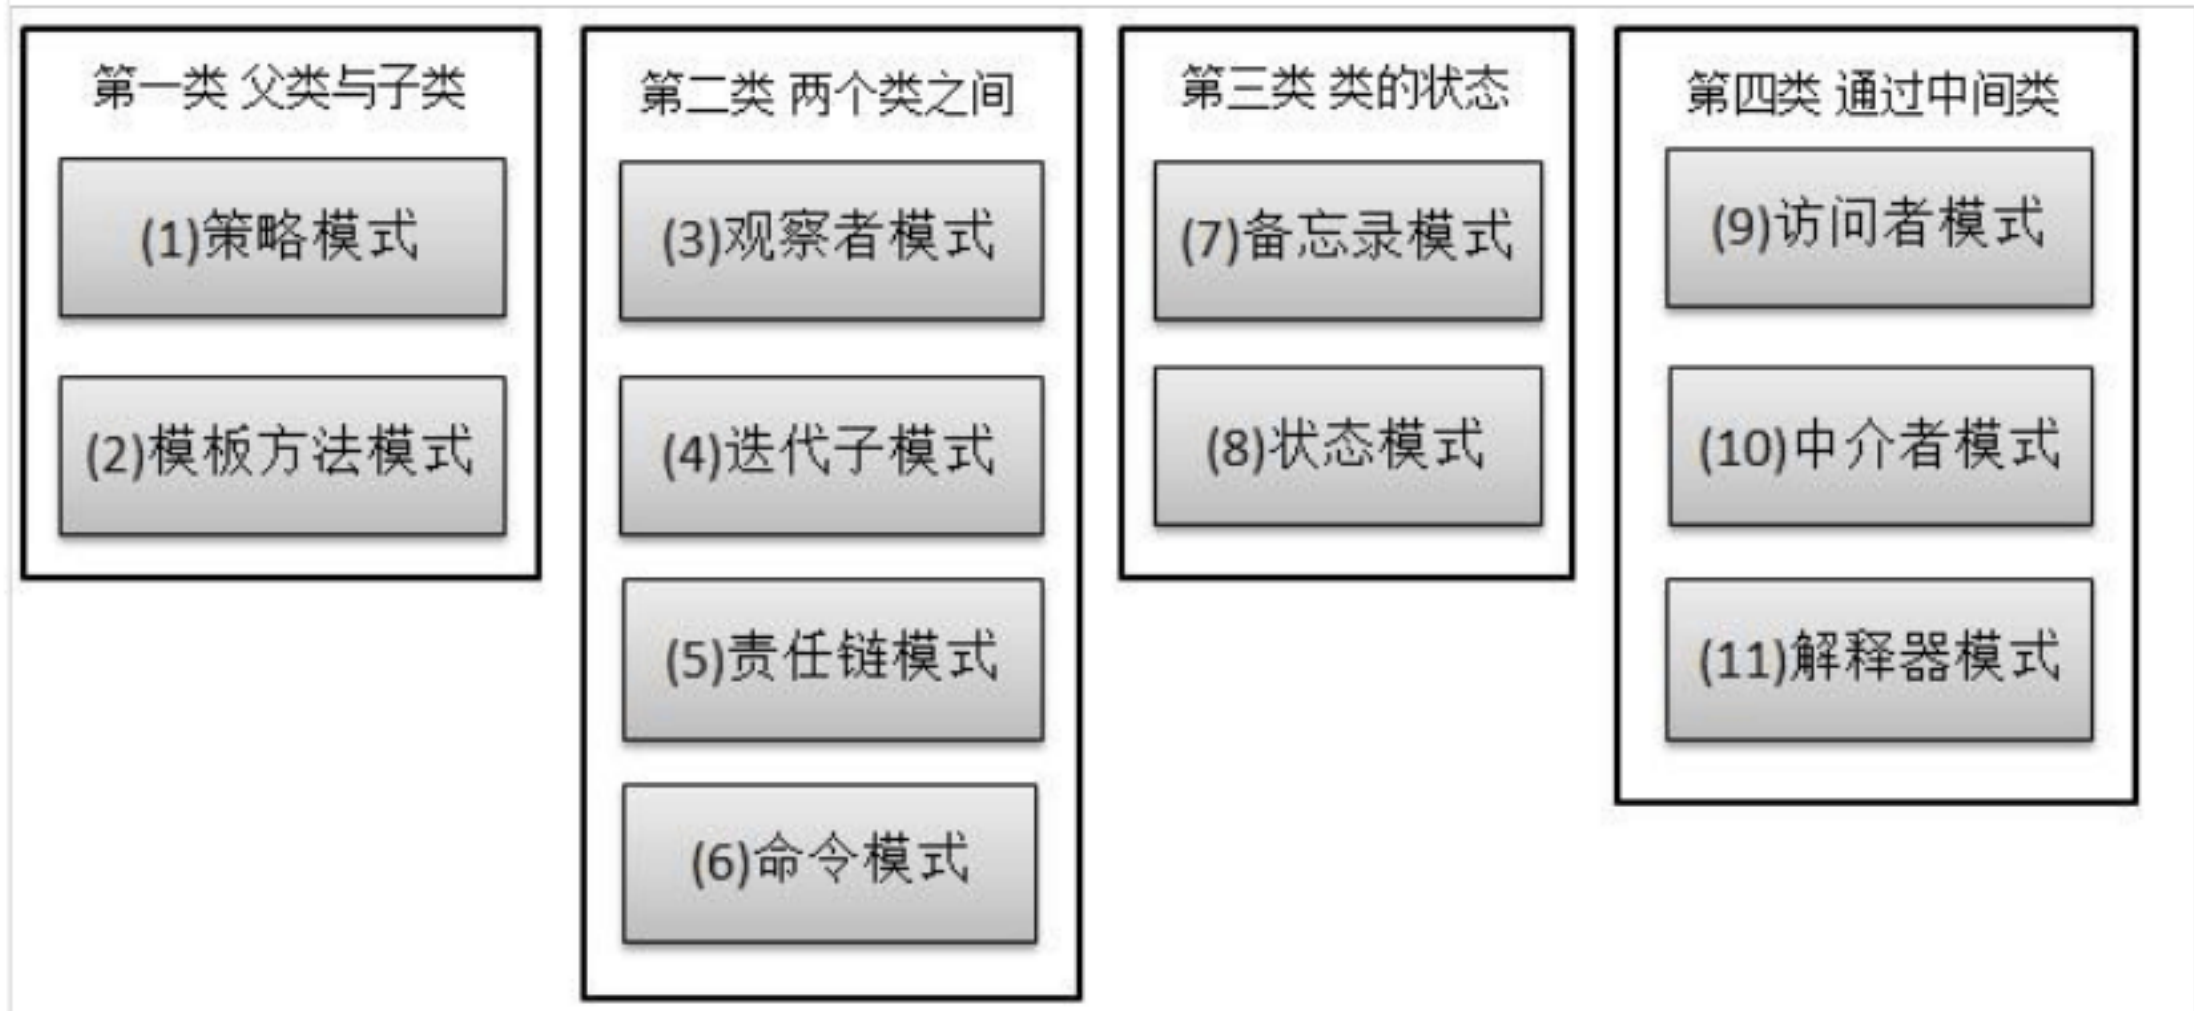 第一类 父类与子类
(1)策略模式
(2)模板方法模式
第二类 两个类之间
(3)观察者模式
(4)迭代子模式
(5)责任链模式
(6)命令模式
第三类 类的状态
(7)备忘录模式
(8)状态模式
第四类 通过中间类
(9)访问者模式
(10)中介者模式
(11)解释器模式